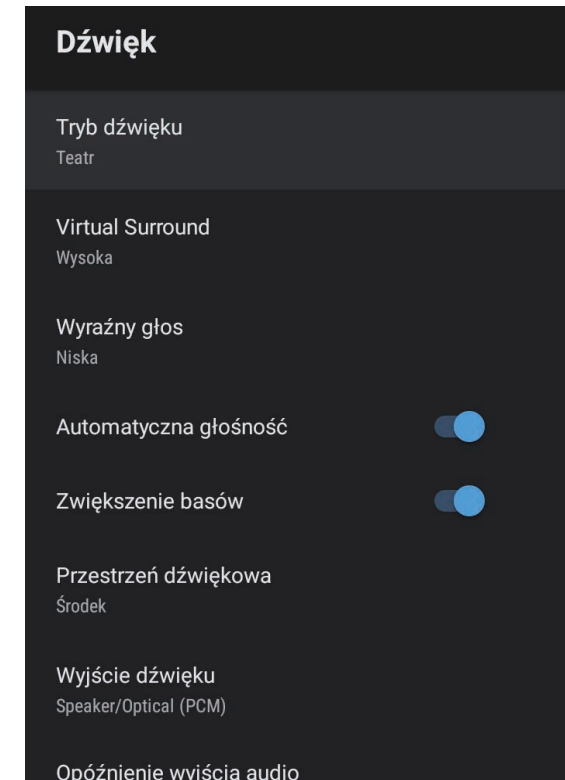 Dźwięk
Tryb dźwięku
Teatr
Virtual Surround
Wysoka
Wyraźny głos
Niska
Automatyczna głośność
Zwiększenie basów
Przestrzeń dźwiękowa
Środek
Wyjście dźwięku
Speaker/Optical (PCM)
Opóźnienie wyjścia audio